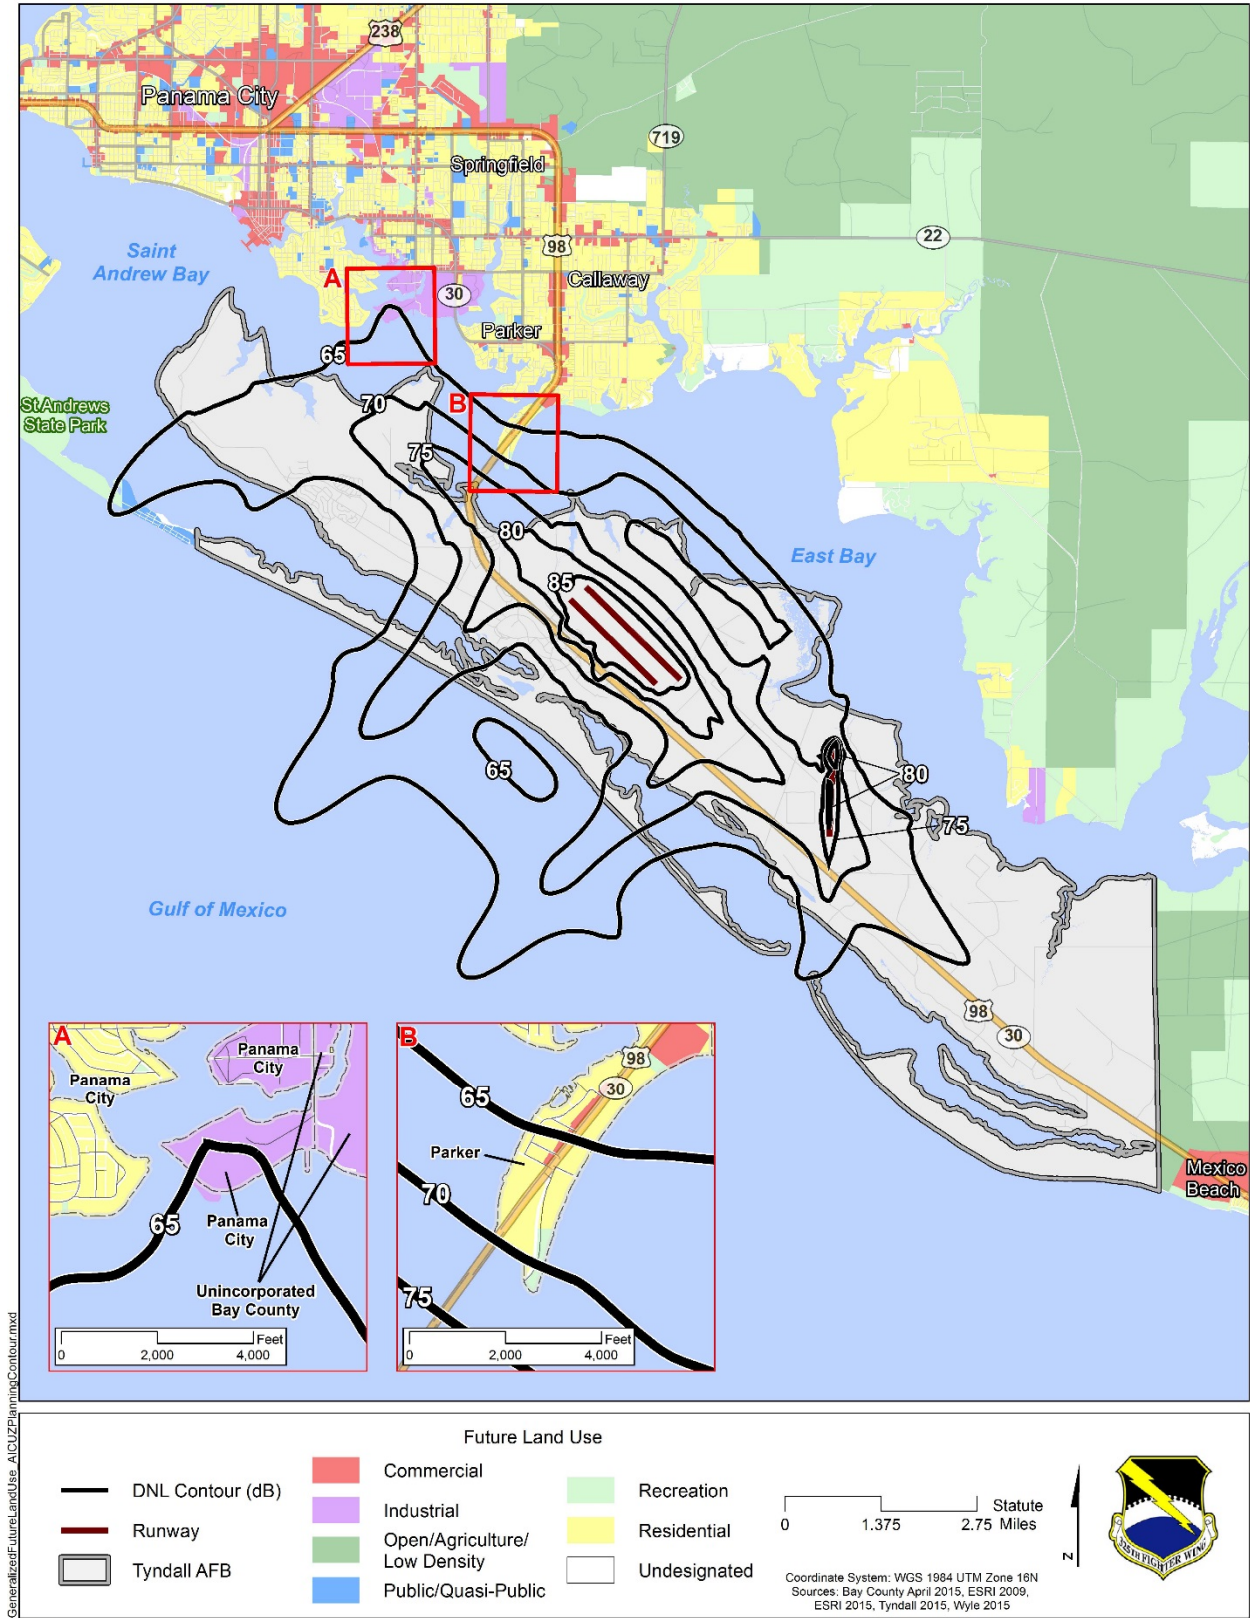 238
Panama City
719
Springfield
22
98
Saint
Andrew Bay
A
Callaway
30
Parker
65
B
70
St Andrews
State Park
75
80
East Bay
85
65
80
75
Gulf of Mexico
98
30
Mexico
Beach
A
Panama
City
Panama
City
65
Panama
City
Unincorporated
Bay County
Feet
0 2,000 4,000
B
98
30
65
Parker
70
75
Feet
0 2,000 4,000
GeneralizedFutureLandUse_AICUZPlanningContour.mxd
Future Land Use
DNL Contour (dB)
Runway
Tyndall AFB
Commercial
Industrial
Open/Agriculture/
Low Density
Public/Quasi-Public
Recreation
Residential
Undesignated
0 1.375 2.75
Statute
Miles
N
Coordinate System: WGS 1984 UTM Zone 16N
Sources: Bay County April 2015, ESRI 2009,
ESRI 2015, Tyndall 2015, Wyle 2015
325TH FIGHTER WING